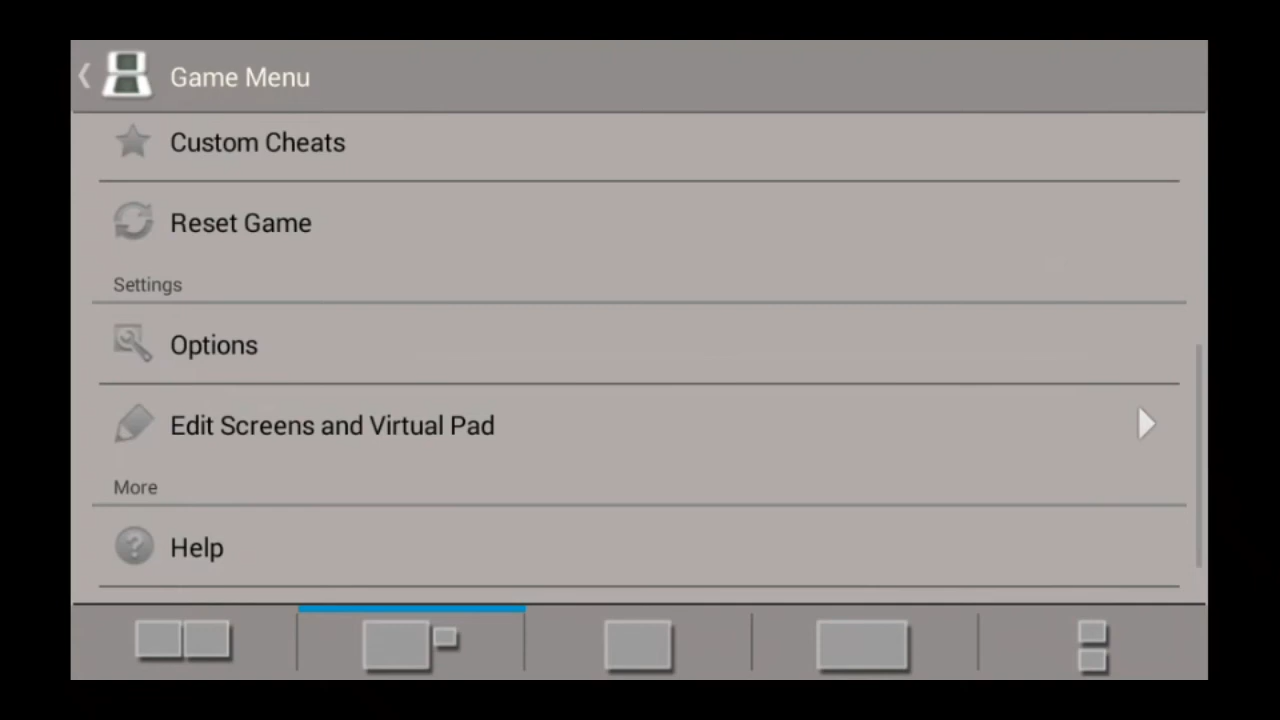 Game Menu
Custom Cheats
Reset Game
Settings
Options
Edit Screens and Virtual Pad
More
Help